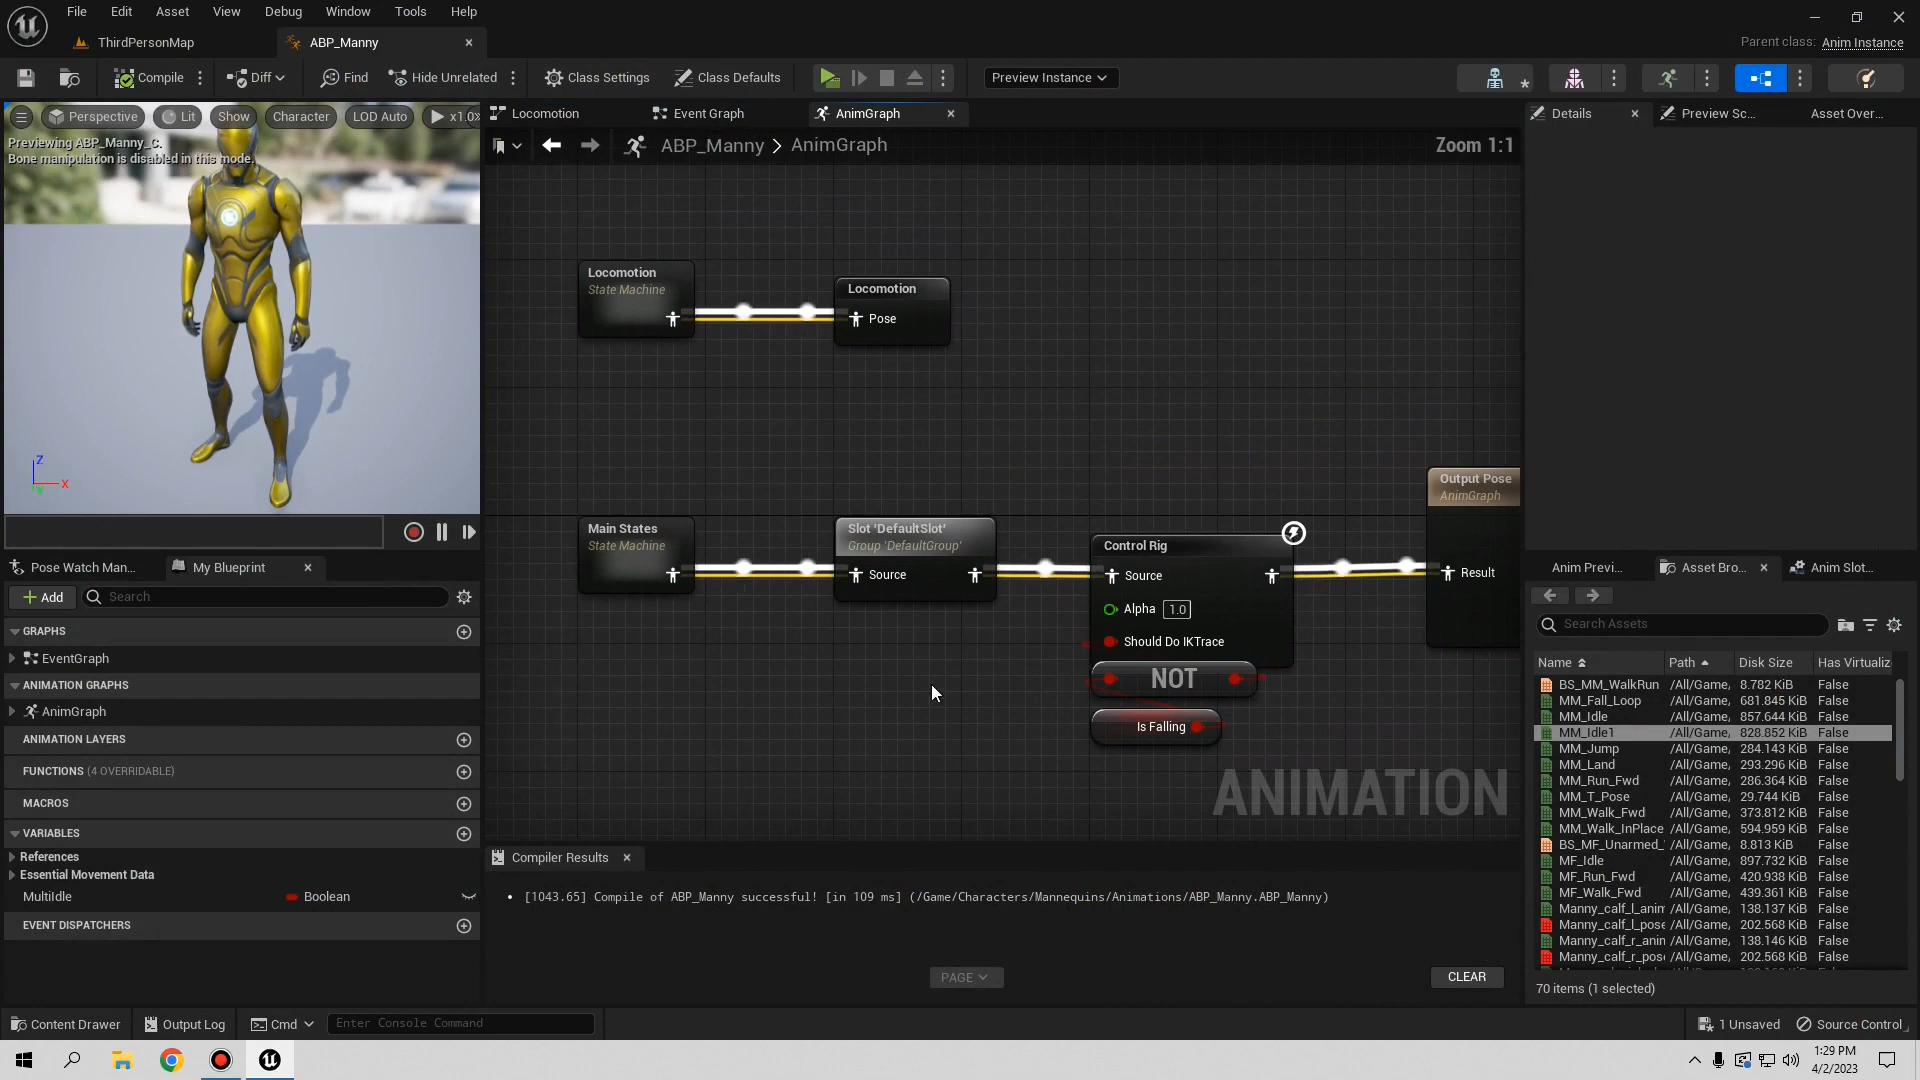 File Edit Asset View Debug Window Tools Help
ThirdPersonMap ABP_Manny
Parent class: Anim Instance
Compile Diff Find Hide Unrelated Class Settings Class Defaults Preview Instance
Perspective Lit Show Character LOD Auto x1.0
Previewing ABP_Manny_C.
Bone manipulation is disabled in this mode.
Z
X
Locomotion Event Graph AnimGraph
ABP_Manny > AnimGraph
Zoom 1:1
Locomotion
State Machine
Locomotion
Pose
Main States
State Machine
Slot 'DefaultSlot'
Group 'DefaultGroup'
Source
Control Rig
Source
Alpha 1.0
Should Do IKTrace
NOT
Is Falling
Output Pose
AnimGraph
Result
ANIMATION
Pose Watch Man... My Blueprint
Add Search
GRAPHS
EventGraph
ANIMATION GRAPHS
AnimGraph
ANIMATION LAYERS
FUNCTIONS (4 OVERRIDABLE)
MACROS
VARIABLES
References
Essential Movement Data
MultiIdle Boolean
EVENT DISPATCHERS
Compiler Results
[1043.65] Compile of ABP_Manny successful! [in 109 ms] (/Game/Characters/Mannequins/Animations/ABP_Manny.ABP_Manny)
PAGE
CLEAR
Details Preview Sc... Asset Over...
Anim Previ... Asset Bro... Anim Slot...
Search Assets
Name Path Disk Size Has Virtualiz
BS_MM_WalkRun /All/Game, 8.782 KiB False
MM_Fall_Loop /All/Game, 681.845 KiB False
MM_Idle /All/Game, 857.644 KiB False
MM_Idle1 /All/Game, 828.852 KiB False
MM_Jump /All/Game, 284.143 KiB False
MM_Land /All/Game, 293.296 KiB False
MM_Run_Fwd /All/Game, 286.364 KiB False
MM_T_Pose /All/Game, 29.744 KiB False
MM_Walk_Fwd /All/Game, 373.812 KiB False
MM_Walk_InPlace /All/Game, 594.959 KiB False
BS_MF_Unarmed_ /All/Game, 8.813 KiB False
MF_Idle /All/Game, 897.732 KiB False
MF_Run_Fwd /All/Game, 420.938 KiB False
MF_Walk_Fwd /All/Game, 439.361 KiB False
Manny_calf_l_anim /All/Game, 138.137 KiB False
Manny_calf_l_pose /All/Game, 202.568 KiB False
Manny_calf_r_anin /All/Game, 138.146 KiB False
Manny_calf_r_pose /All/Game, 202.568 KiB False
70 items (1 selected)
Content Drawer Output Log Cmd Enter Console Command
1 Unsaved Source Control
1:29 PM
4/2/2023